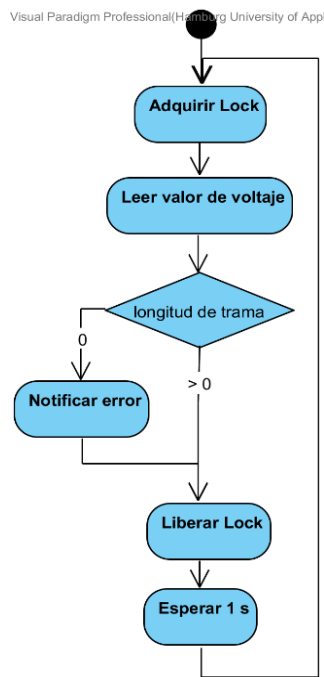 Visual Paradigm Professional(Hamburg University of Appl
Adquirir Lock
Leer valor de voltaje
longitud de trama
0
> 0
Notificar error
Liberar Lock
Esperar 1 s